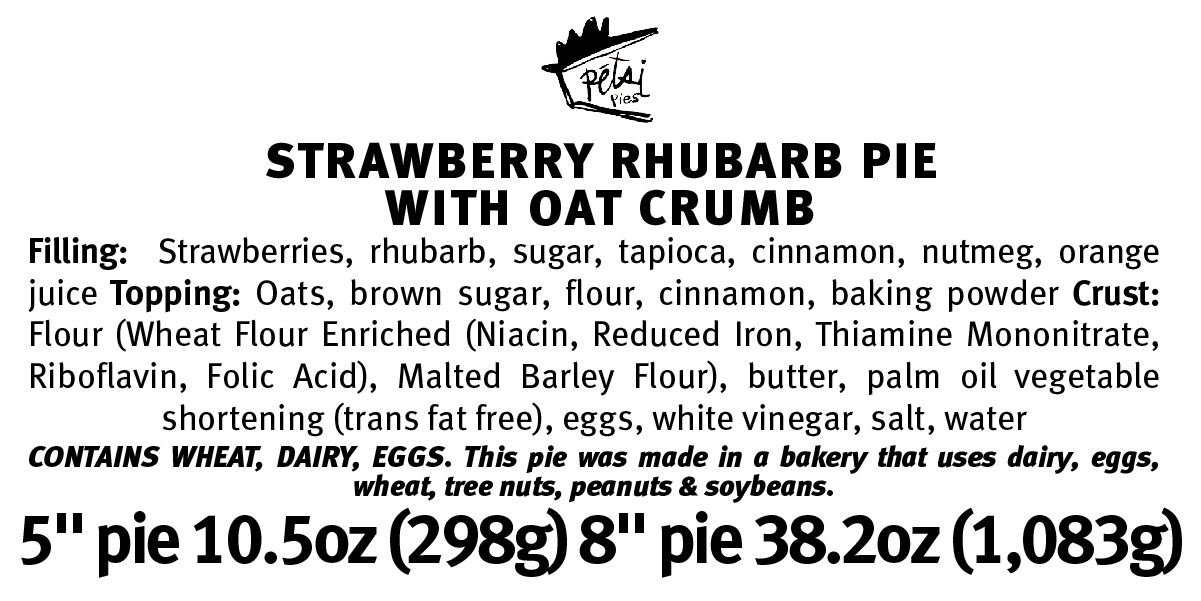 pétsi
Pies
STRAWBERRY RHUBARB PIE
WITH OAT CRUMB
Filling: Strawberries, rhubarb, sugar, tapioca, cinnamon, nutmeg, orange
juice Topping: Oats, brown sugar, flour, cinnamon, baking powder Crust:
Flour (Wheat Flour Enriched (Niacin, Reduced Iron, Thiamine Mononitrate,
Riboflavin, Folic Acid), Malted Barley Flour), butter, palm oil vegetable
shortening (trans fat free), eggs, white vinegar, salt, water
CONTAINS WHEAT, DAIRY, EGGS. This pie was made in a bakery that uses dairy, eggs,
wheat, tree nuts, peanuts & soybeans.
5" pie 10.5oz (298g) 8" pie 38.2oz (1,083g)